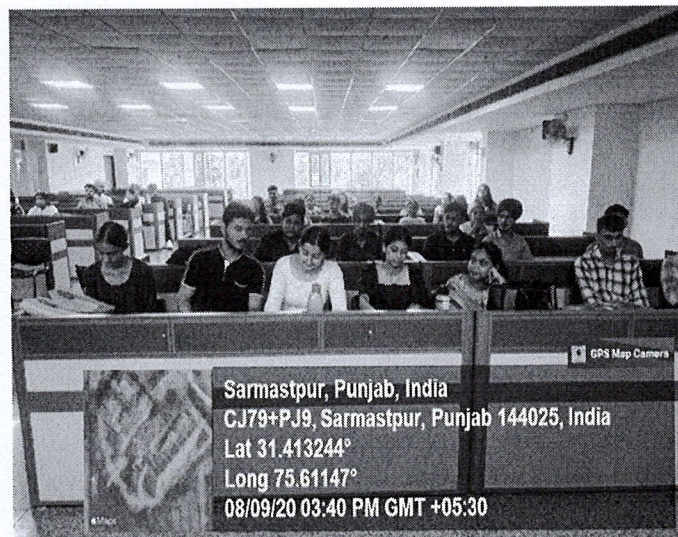 GPS Map Camera
Sarmastpur, Punjab, India
CJ79+PJ9, Sarmastpur, Punjab 144025, India
Lat 31.413244°
Long 75.61147°
08/09/20 03:40 PM GMT +05:30
Maps